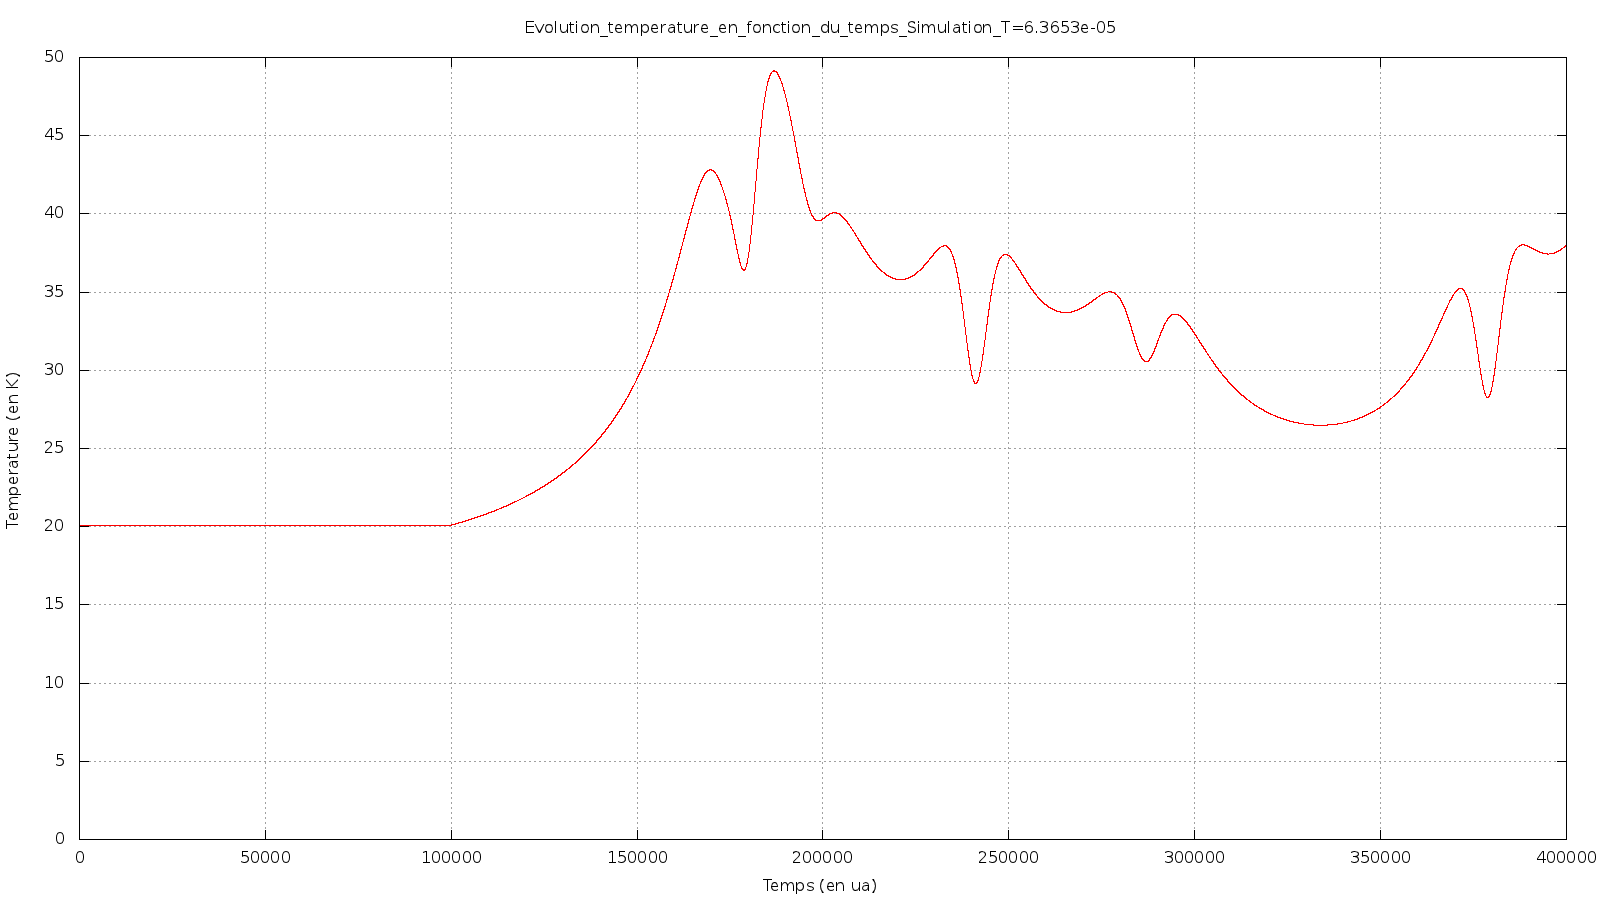 Evolution_temperature_en_fonction_du_temps_Simulation_T=6.3653e-05
50
45
40
35
30
25
20
15
10
5
0
Temperature (en K)
0 50000 100000 150000 200000 250000 300000 350000 400000
Temps (en ua)